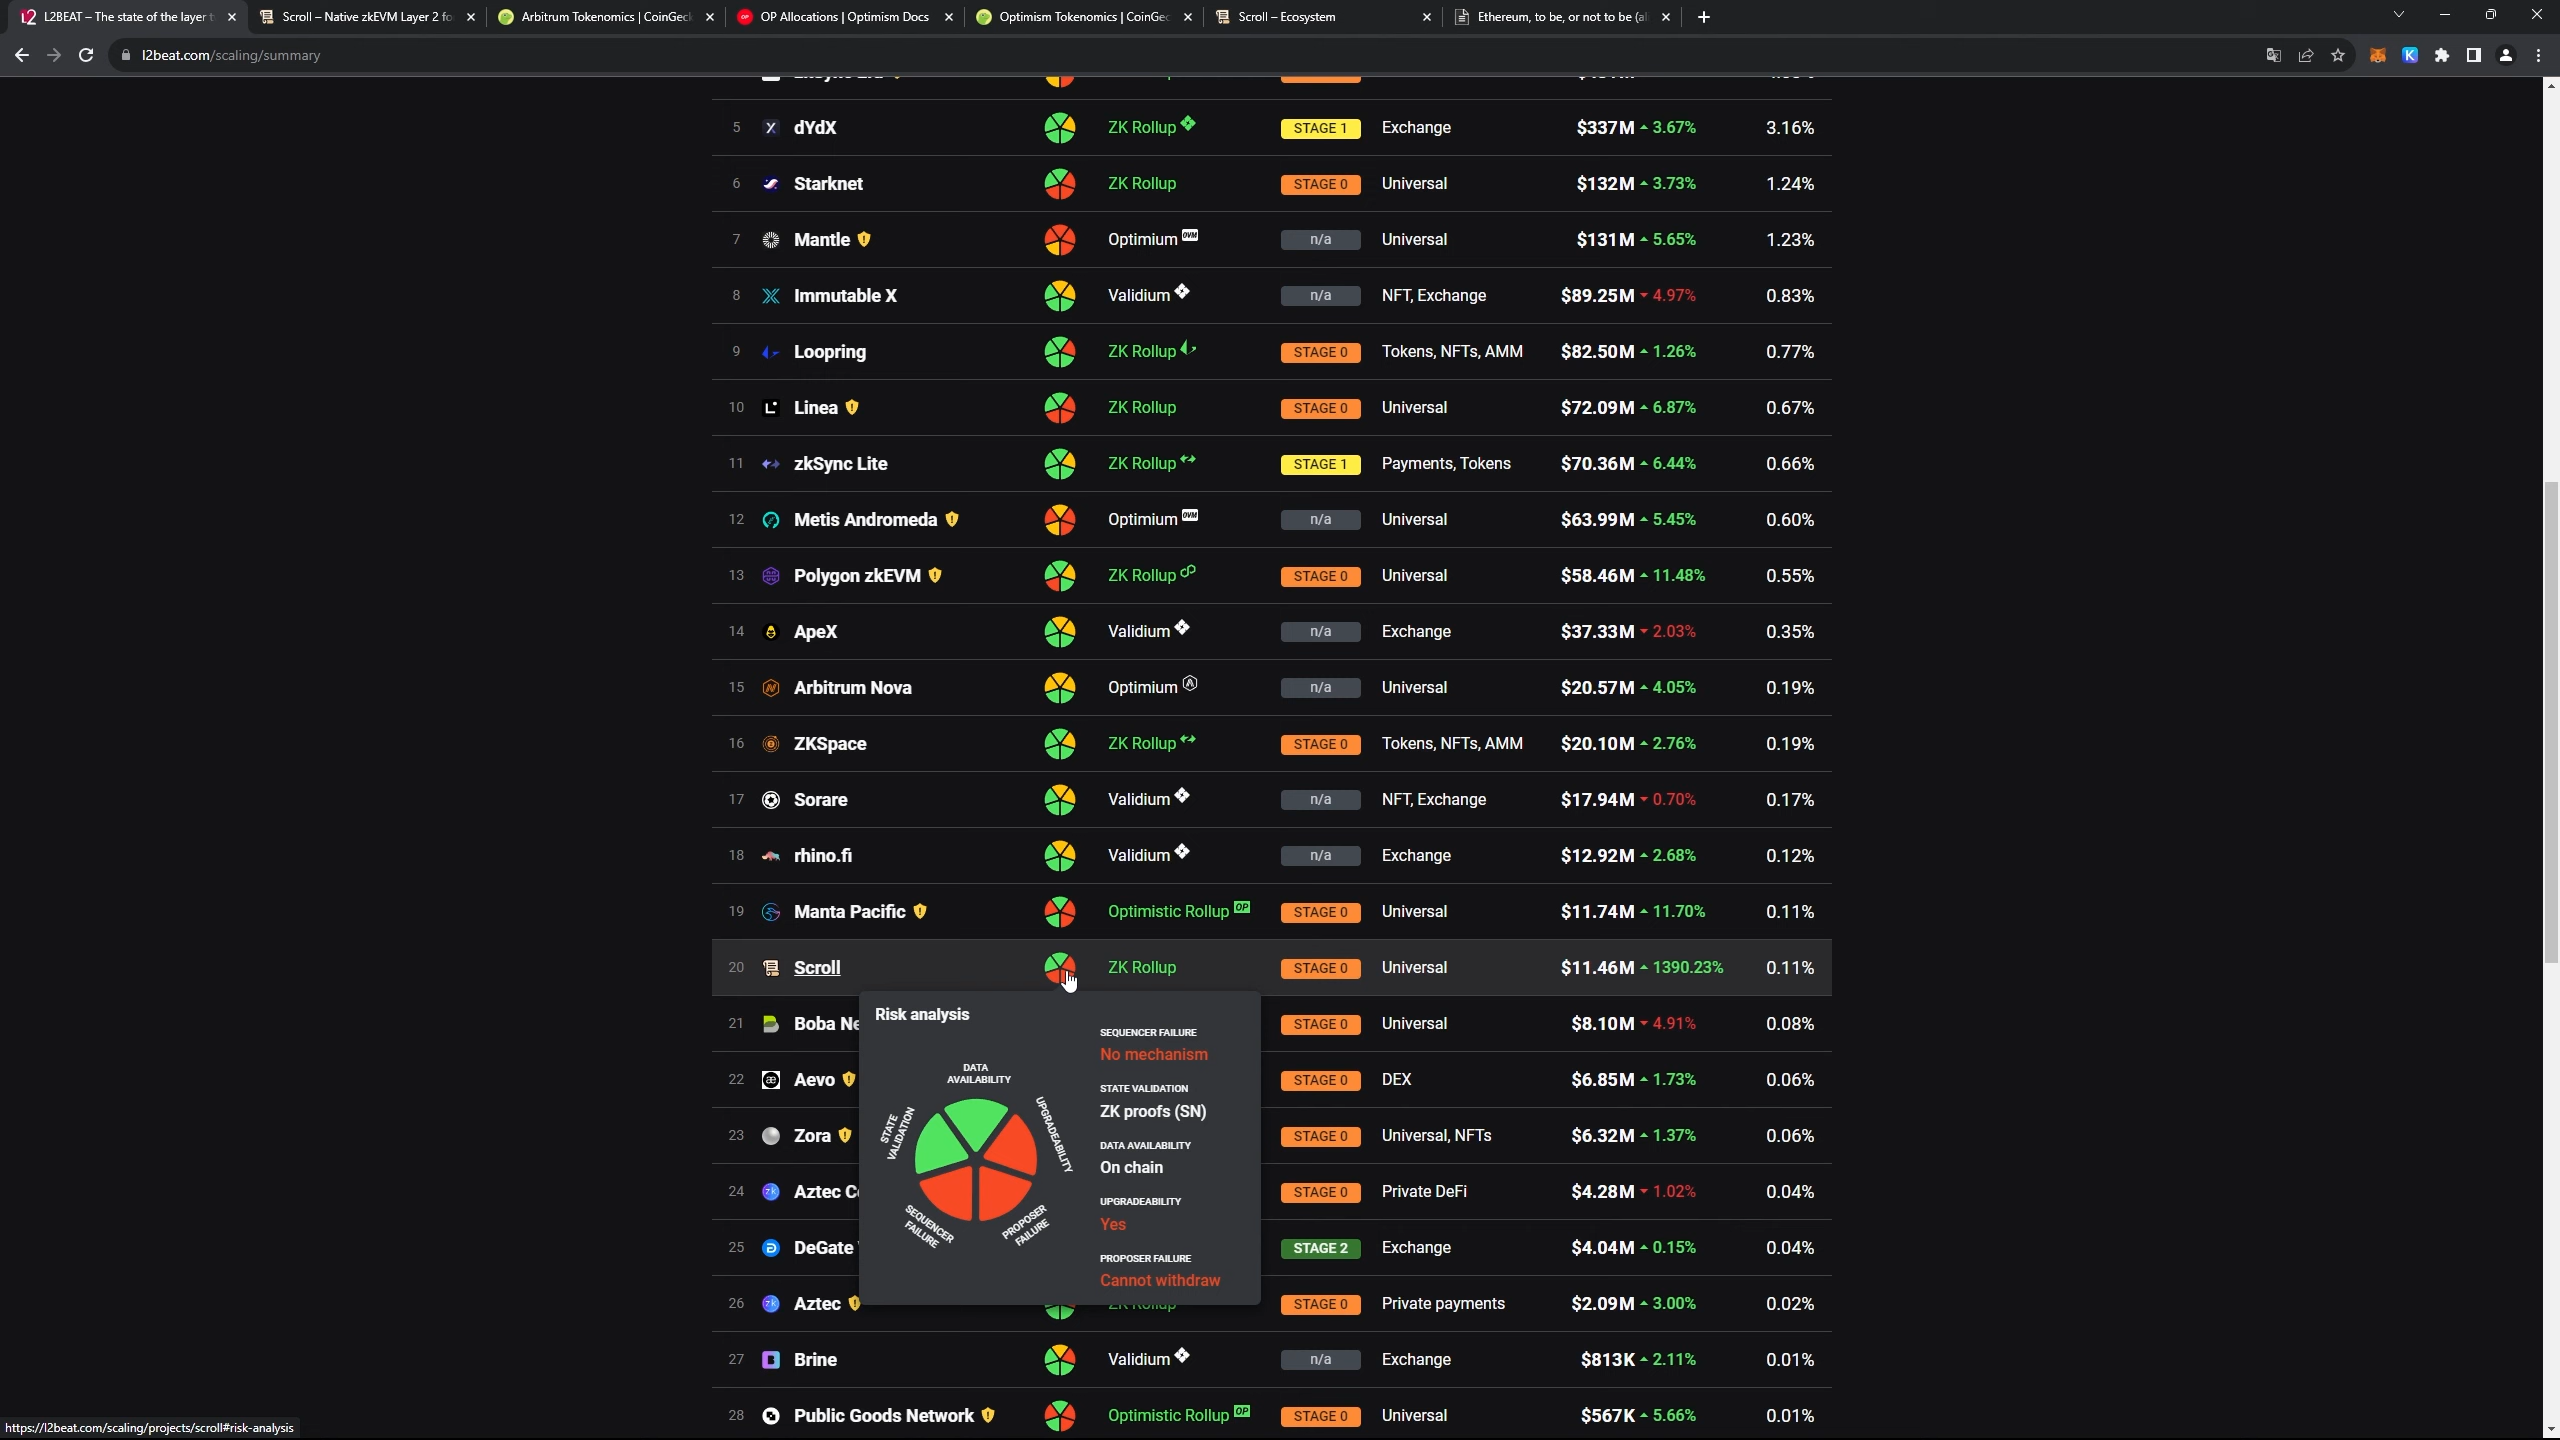 L2BEAT – The state of the layer t
Scroll – Native zkEVM Layer 2 fo
Arbitrum Tokenomics | CoinGeck
OP Allocations | Optimism Docs
Optimism Tokenomics | CoinGec
Scroll – Ecosystem
Ethereum, to be, or not to be (a
l2beat.com/scaling/summary
5 dYdX ZK Rollup STAGE 1 Exchange $337M 3.67% 3.16%
6 Starknet ZK Rollup STAGE 0 Universal $132M 3.73% 1.24%
7 Mantle Optimium OVM n/a Universal $131M 5.65% 1.23%
8 Immutable X Validium n/a NFT, Exchange $89.25M 4.97% 0.83%
9 Loopring ZK Rollup STAGE 0 Tokens, NFTs, AMM $82.50M 1.26% 0.77%
10 Linea ZK Rollup STAGE 0 Universal $72.09M 6.87% 0.67%
11 zkSync Lite ZK Rollup STAGE 1 Payments, Tokens $70.36M 6.44% 0.66%
12 Metis Andromeda Optimium OVM n/a Universal $63.99M 5.45% 0.60%
13 Polygon zkEVM ZK Rollup STAGE 0 Universal $58.46M 11.48% 0.55%
14 ApeX Validium n/a Exchange $37.33M 2.03% 0.35%
15 Arbitrum Nova Optimium n/a Universal $20.57M 4.05% 0.19%
16 ZKSpace ZK Rollup STAGE 0 Tokens, NFTs, AMM $20.10M 2.76% 0.19%
17 Sorare Validium n/a NFT, Exchange $17.94M 0.70% 0.17%
18 rhino.fi Validium n/a Exchange $12.92M 2.68% 0.12%
19 Manta Pacific Optimistic Rollup OP STAGE 0 Universal $11.74M 11.70% 0.11%
20 Scroll ZK Rollup STAGE 0 Universal $11.46M 1390.23% 0.11%
21 Boba Ne STAGE 0 Universal $8.10M 4.91% 0.08%
22 Aevo STAGE 0 DEX $6.85M 1.73% 0.06%
23 Zora STAGE 0 Universal, NFTs $6.32M 1.37% 0.06%
24 Aztec C STAGE 0 Private DeFi $4.28M 1.02% 0.04%
25 DeGate STAGE 2 Exchange $4.04M 0.15% 0.04%
26 Aztec ZK Rollup STAGE 0 Private payments $2.09M 3.00% 0.02%
27 Brine Validium n/a Exchange $813K 2.11% 0.01%
28 Public Goods Network Optimistic Rollup OP STAGE 0 Universal $567K 5.66% 0.01%
Risk analysis
DATA
AVAILABILITY
STATE
VALIDATION
UPGRADEABILITY
SEQUENCER
FAILURE
PROPOSER
FAILURE
SEQUENCER FAILURE
No mechanism
STATE VALIDATION
ZK proofs (SN)
DATA AVAILABILITY
On chain
UPGRADEABILITY
Yes
PROPOSER FAILURE
Cannot withdraw
https://l2beat.com/scaling/projects/scroll#risk-analysis